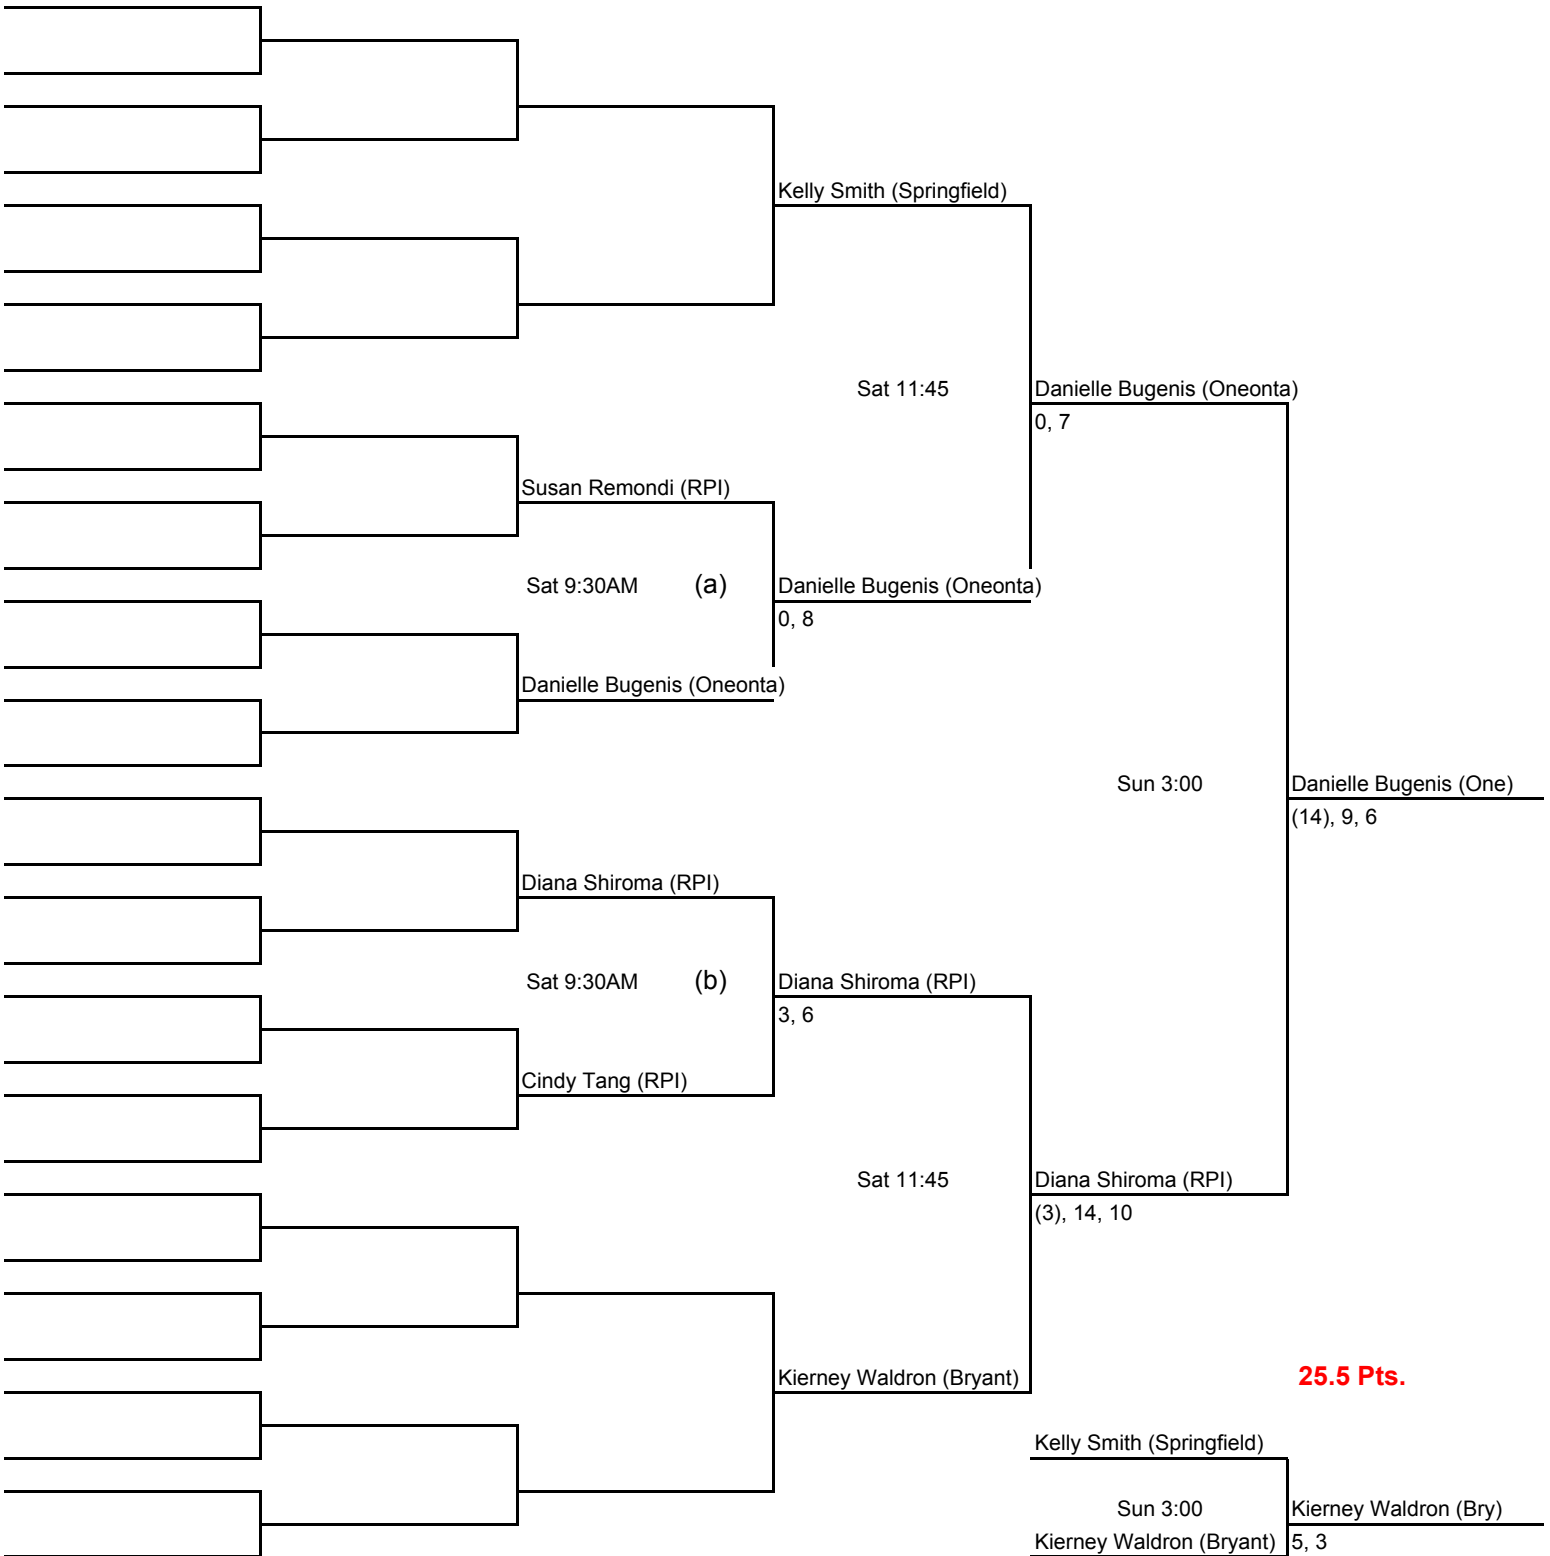 Kelly Smith (Springfield)
Sat 11:45
Danielle Bugenis (Oneonta)
0, 7
Susan Remondi (RPI)
Sat 9:30AM (a)
Danielle Bugenis (Oneonta)
0, 8
Danielle Bugenis (Oneonta)
Sun 3:00
Danielle Bugenis (One)
(14), 9, 6
Diana Shiroma (RPI)
Sat 9:30AM (b)
Diana Shiroma (RPI)
3, 6
Cindy Tang (RPI)
Sat 11:45
Diana Shiroma (RPI)
(3), 14, 10
Kierney Waldron (Bryant)
25.5 Pts.
Kelly Smith (Springfield)
Sun 3:00
Kierney Waldron (Bry)
Kierney Waldron (Bryant)
5, 3